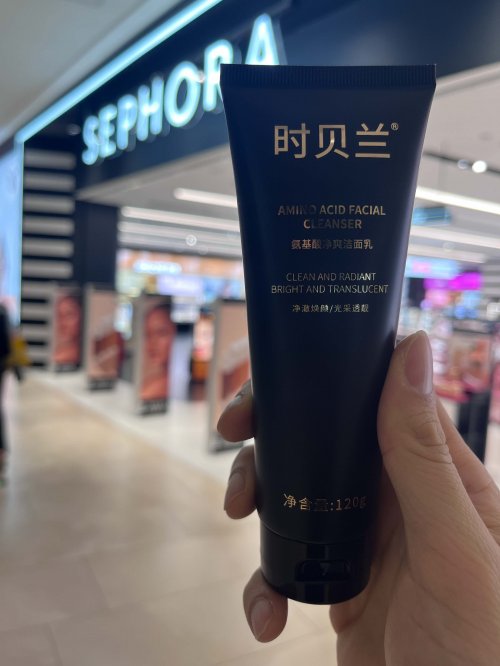 SEPHORA
时贝兰®
AMINO ACID FACIAL
CLEANSER
氨基酸净爽洁面乳
CLEAN AND RADIANT
BRIGHT AND TRANSLUCENT
净澈焕颜/光采透靓
净含量:120g